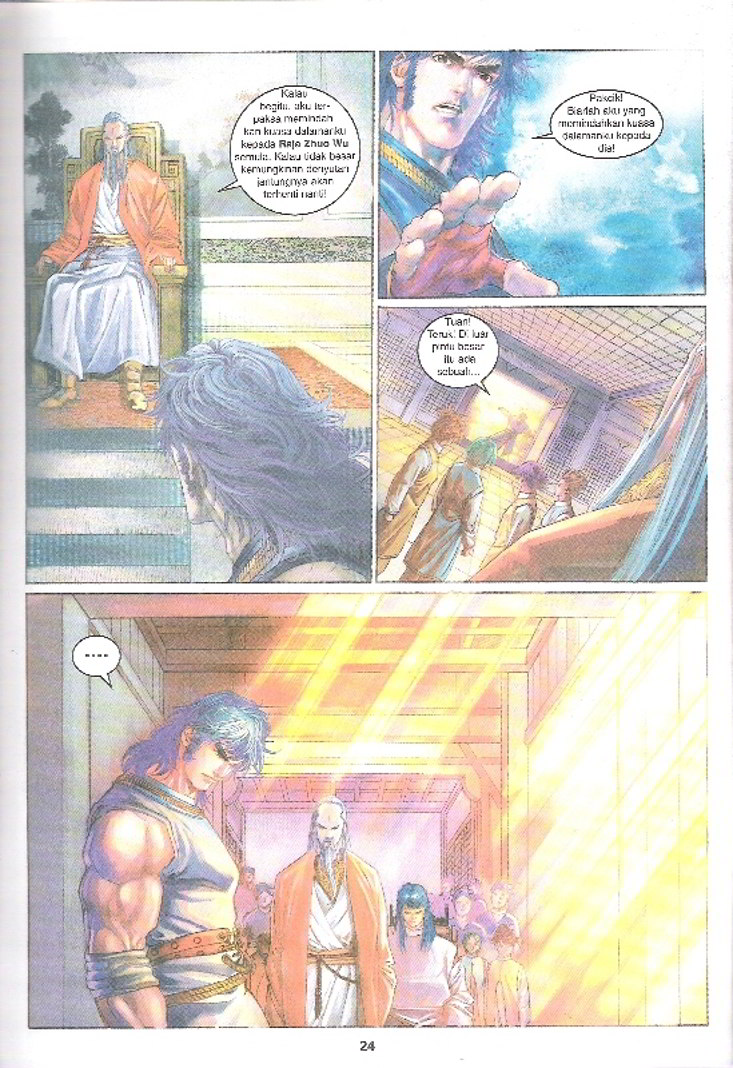 Kalau
begitu, aku ter-
paksa memindah
kan kuasa dalamanku
kepada Raja Zhuo Wu
semula. Kalau tidak besar
kemungkinan denyutan
jantungnya akan
terhenti nanti!
Pakcik!
Biarlah aku yang
memindahkan kuasa
dalamanku kepada
dia!
Tuan!
Teruk! Di luar
pintu besar
itu ada
sebuah...
....
24